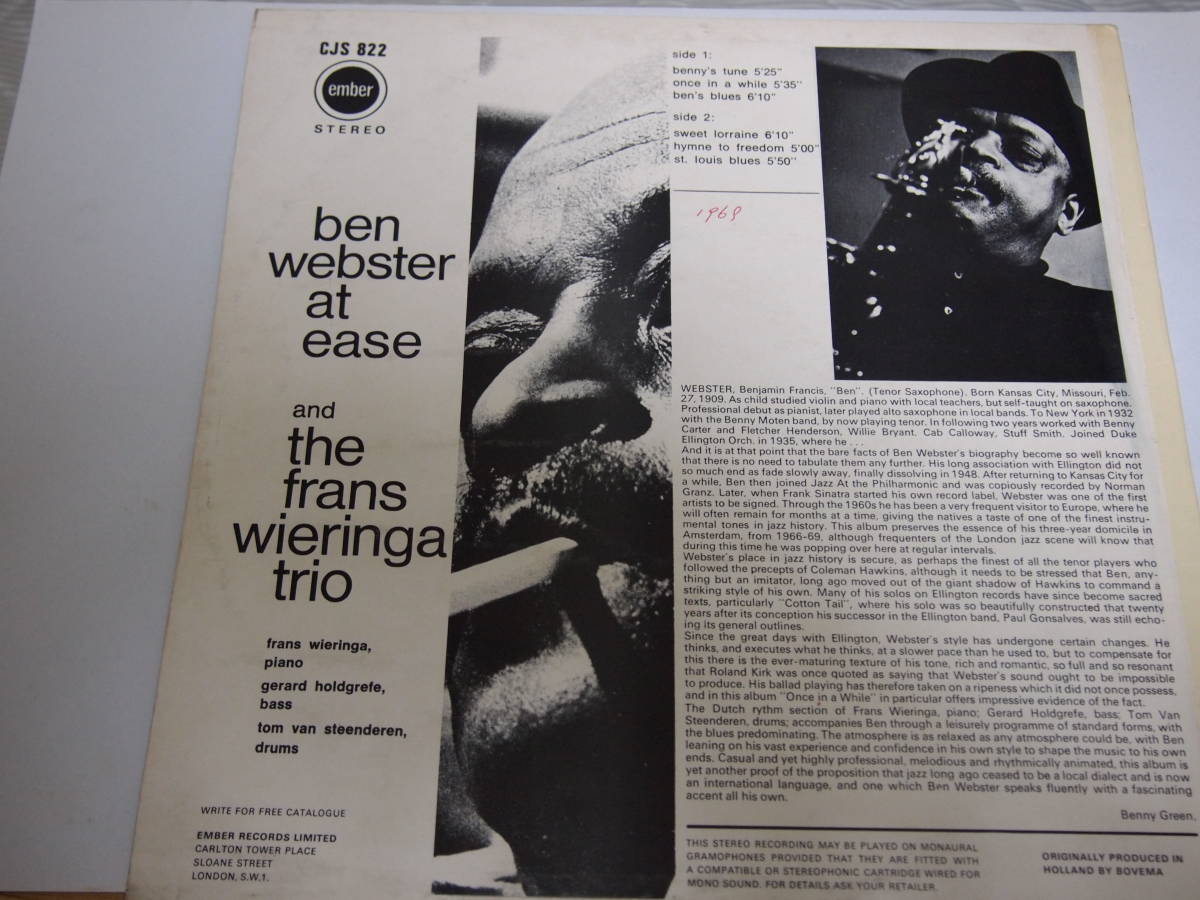 CJS 822
ember
STEREO
ben
webster
at
ease
and
the
frans
wieringa
trio
frans wieringa,
piano
gerard holdgrefe,
bass
tom van steenderen,
drums
WRITE FOR FREE CATALOGUE
EMBER RECORDS LIMITED
CARLTON TOWER PLACE
SLOANE STREET
LONDON, S.W.1.
side 1:
benny's tune 5'25"
once in a while 5'35"
ben's blues 6'10"
side 2:
sweet lorraine 6'10"
hymne to freedom 5'00"
st. louis blues 5'50"
1969
WEBSTER, Benjamin Francis, "Ben". (Tenor Saxophone). Born Kansas City, Missouri, Feb.
27, 1909. As child studied violin and piano with local teachers, but self-taught on saxophone.
Professional debut as pianist, later played alto saxophone in local bands. To New York in 1932
with the Benny Moten band, by now playing tenor. In following two years worked with Benny
Carter and Fletcher Henderson, Willie Bryant, Cab Calloway, Stuff Smith. Joined Duke
Ellington Orch. in 1935, where he . . .
And it is at that point that the bare facts of Ben Webster's biography become so well known
that there is no need to tabulate them any further. His long association with Ellington did not
so much end as fade slowly away, finally dissolving in 1948. After returning to Kansas City for
a while, Ben then joined Jazz At the Philharmonic and was copiously recorded by Norman
Granz. Later, when Frank Sinatra started his own record label, Webster was one of the first
artists to be signed. Through the 1960s he has been a very frequent visitor to Europe, where he
will often remain for months at a time, giving the natives a taste of one of the finest instru-
mental tones in jazz history. This album preserves the essence of his three-year domicile in
Amsterdam, from 1966-69, although frequenters of the London jazz scene will know that
during this time he was popping over here at regular intervals.
Webster's place in jazz history is secure, as perhaps the finest of all the tenor players who
followed the precepts of Coleman Hawkins, although it needs to be stressed that Ben, any-
thing but an imitator, long ago moved out of the giant shadow of Hawkins to command a
striking style of his own. Many of his solos on Ellington records have since become sacred
texts, particularly "Cotton Tail", where his solo was so beautifully constructed that twenty
years after its conception his successor in the Ellington band, Paul Gonsalves, was still echo-
ing its general outlines.
Since the great days with Ellington, Webster's style has undergone certain changes. He
thinks, and executes what he thinks, at a slower pace than he used to, but to compensate for
this there is the ever-maturing texture of his tone, rich and romantic, so full and so resonant
that Roland Kirk was once quoted as saying that Webster's sound ought to be impossible
to produce. His ballad playing has therefore taken on a ripeness which it did not once possess,
and in this album "Once in a While" in particular offers impressive evidence of the fact.
The Dutch rythm section of Frans Wieringa, piano; Gerard Holdgrefe, bass; Tom Van
Steenderen, drums; accompanies Ben through a leisurely programme of standard forms, with
the blues predominating. The atmosphere is as relaxed as any atmosphere could be, with Ben
leaning on his vast experience and confidence in his own style to shape the music to his own
ends. Casual and yet highly professional, melodious and rhythmically animated, this album is
yet another proof of the proposition that jazz long ago ceased to be a local dialect and is now
an international language, and one which Ben Webster speaks fluently with a fascinating
accent all his own.
Benny Green,
THIS STEREO RECORDING MAY BE PLAYED ON MONAURAL
GRAMOPHONES PROVIDED THAT THEY ARE FITTED WITH
A COMPATIBLE OR STEREOPHONIC CARTRIDGE WIRED FOR
MONO SOUND. FOR DETAILS ASK YOUR RETAILER.
ORIGINALLY PRODUCED IN
HOLLAND BY BOVEMA